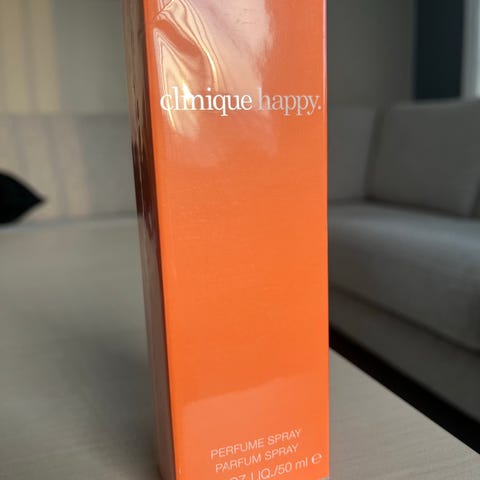 clinique happy.
PERFUME SPRAY
PARFUM SPRAY
LIQ./50 ml ℮